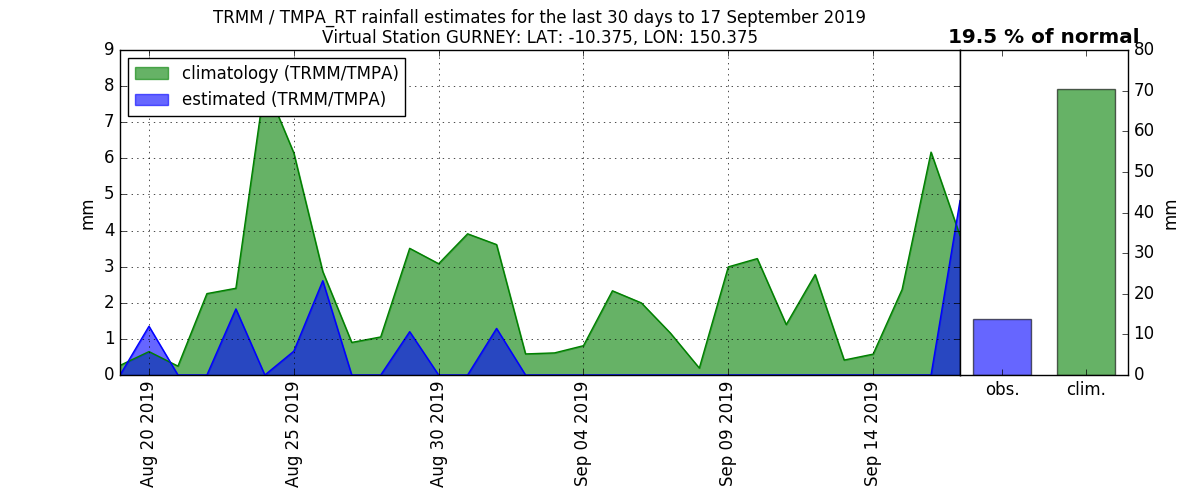 TRMM / TMPA_RT rainfall estimates for the last 30 days to 17 September 2019
Virtual Station GURNEY: LAT: -10.375, LON: 150.375
19.5 % of normal
climatology (TRMM/TMPA)
estimated (TRMM/TMPA)
9
8
7
6
5
4
3
2
1
0
mm
80
70
60
50
40
30
20
10
0
mm
Aug 20 2019
Aug 25 2019
Aug 30 2019
Sep 04 2019
Sep 09 2019
Sep 14 2019
obs.
clim.